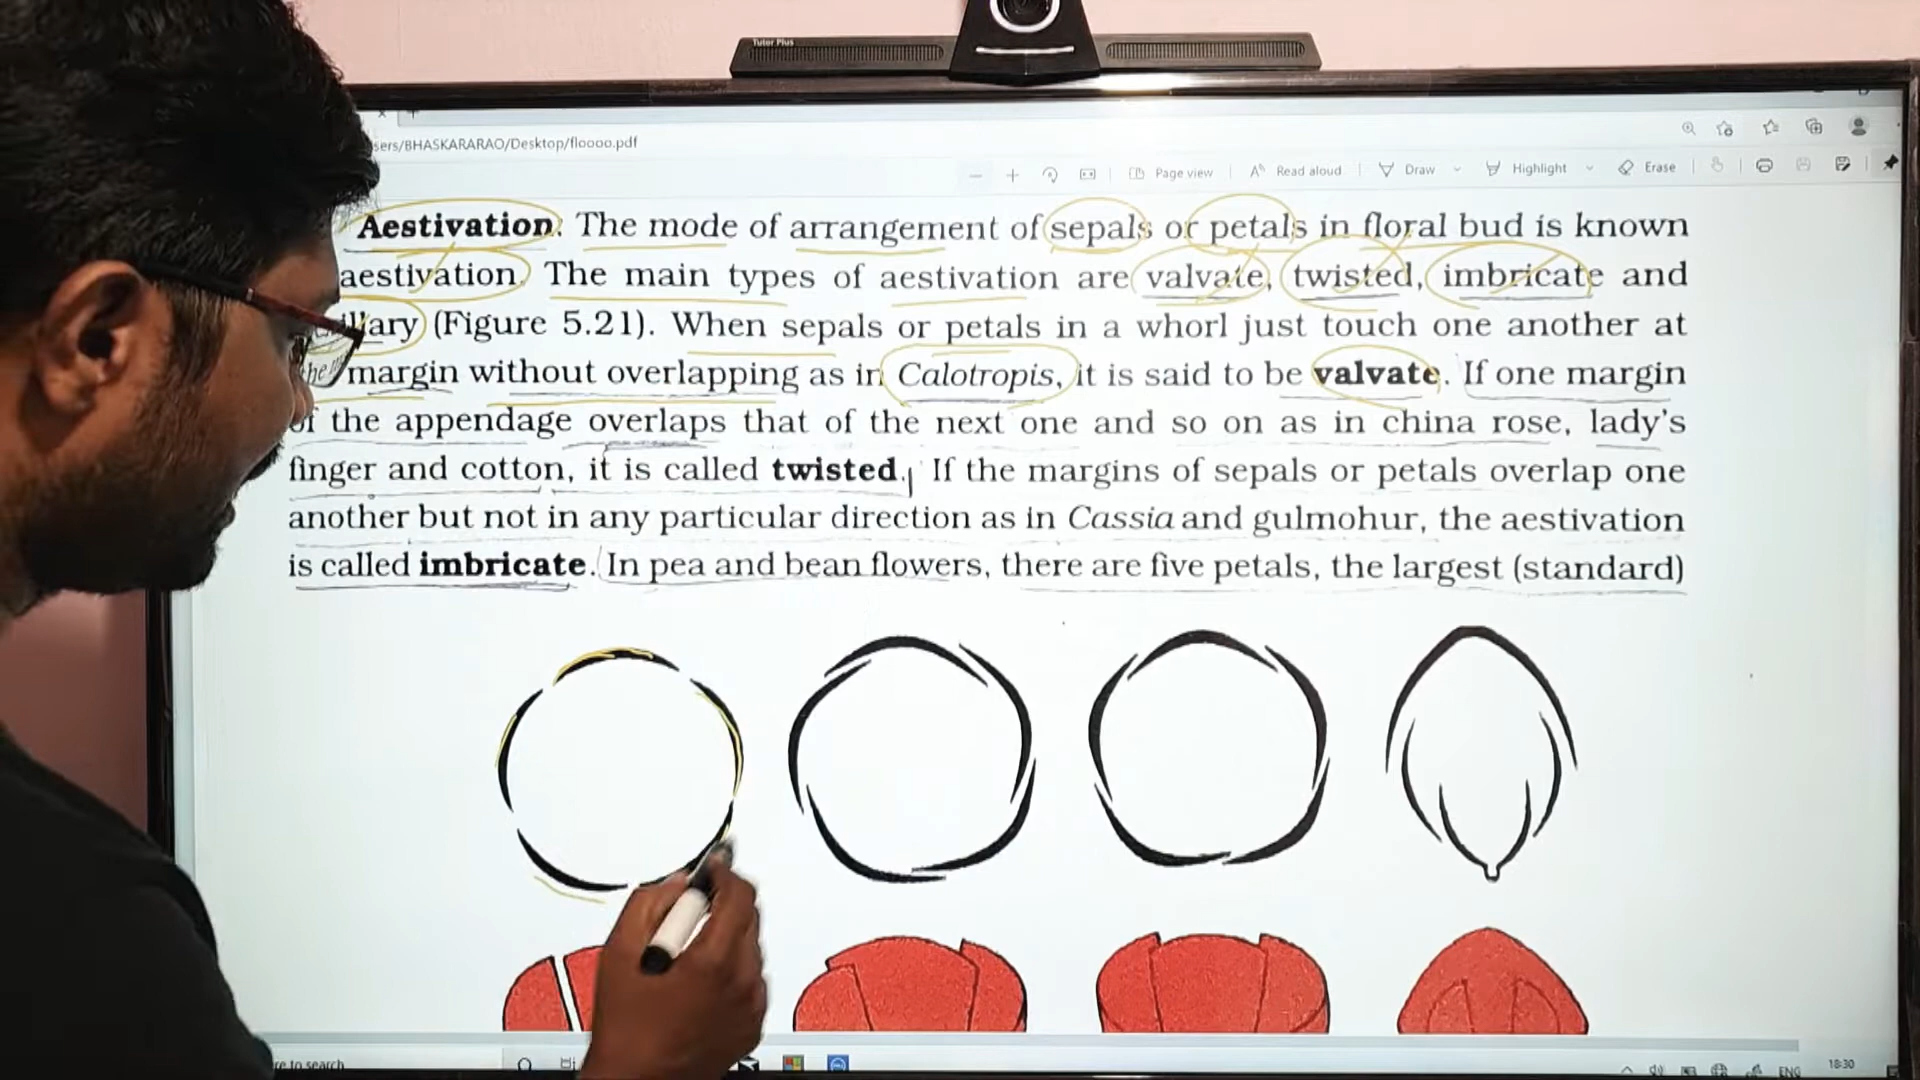 Tutor Plus
sers/BHASKARARAO/Desktop/floooo.pdf
Page view Read aloud Draw Highlight Erase
Aestivation: The mode of arrangement of sepals or petals in floral bud is known
aestivation. The main types of aestivation are valvate, twisted, imbricate and
illary (Figure 5.21). When sepals or petals in a whorl just touch one another at
the margin without overlapping as in Calotropis, it is said to be valvate. If one margin
of the appendage overlaps that of the next one and so on as in china rose, lady's
finger and cotton, it is called twisted. If the margins of sepals or petals overlap one
another but not in any particular direction as in Cassia and gulmohur, the aestivation
is called imbricate. In pea and bean flowers, there are five petals, the largest (standard)
re to search
ENG
18:30